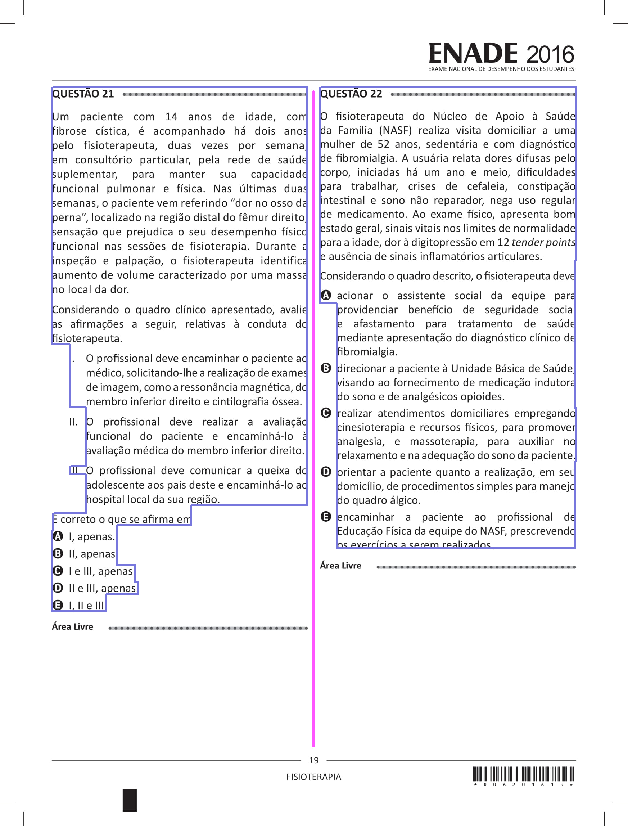 ENADE 2016
EXAME NACIONAL DE DESEMPENHO DOS ESTUDANTES
QUESTÃO 21
Um paciente com 14 anos de idade, com
fibrose cística, é acompanhado há dois anos
pelo fisioterapeuta, duas vezes por semana,
em consultório particular, pela rede de saúde
suplementar, para manter sua capacidade
funcional pulmonar e física. Nas últimas duas
semanas, o paciente vem referindo “dor no osso da
perna”, localizado na região distal do fêmur direito,
sensação que prejudica o seu desempenho físico
funcional nas sessões de fisioterapia. Durante a
inspeção e palpação, o fisioterapeuta identifica
aumento de volume caracterizado por uma massa
no local da dor.
Considerando o quadro clínico apresentado, avalie
as afirmações a seguir, relativas à conduta do
fisioterapeuta.
I. O profissional deve encaminhar o paciente ao
médico, solicitando-lhe a realização de exames
de imagem, como a ressonância magnética, do
membro inferior direito e cintilografia óssea.
II. O profissional deve realizar a avaliação
funcional do paciente e encaminhá-lo à
avaliação médica do membro inferior direito.
III. O profissional deve comunicar a queixa do
adolescente aos pais deste e encaminhá-lo ao
hospital local da sua região.
É correto o que se afirma em
A I, apenas.
B II, apenas.
C I e III, apenas.
D II e III, apenas.
E I, II e III.
Área Livre
QUESTÃO 22
O fisioterapeuta do Núcleo de Apoio à Saúde
da Família (NASF) realiza visita domiciliar a uma
mulher de 52 anos, sedentária e com diagnóstico
de fibromialgia. A usuária relata dores difusas pelo
corpo, iniciadas há um ano e meio, dificuldades
para trabalhar, crises de cefaleia, constipação
intestinal e sono não reparador, nega uso regular
de medicamento. Ao exame físico, apresenta bom
estado geral, sinais vitais nos limites de normalidade
para a idade, dor à digitopressão em 12 tender points
e ausência de sinais inflamatórios articulares.
Considerando o quadro descrito, o fisioterapeuta deve
A acionar o assistente social da equipe para
providenciar benefício de seguridade social
e afastamento para tratamento de saúde
mediante apresentação do diagnóstico clínico de
fibromialgia.
B direcionar a paciente à Unidade Básica de Saúde,
visando ao fornecimento de medicação indutora
do sono e de analgésicos opioides.
C realizar atendimentos domiciliares empregando
cinesioterapia e recursos físicos, para promover
analgesia, e massoterapia, para auxiliar no
relaxamento e na adequação do sono da paciente.
D orientar a paciente quanto a realização, em seu
domicílio, de procedimentos simples para manejo
do quadro álgico.
E encaminhar a paciente ao profissional de
Educação Física da equipe do NASF, prescrevendo
os exercícios a serem realizados.
Área Livre
19
FISIOTERAPIA